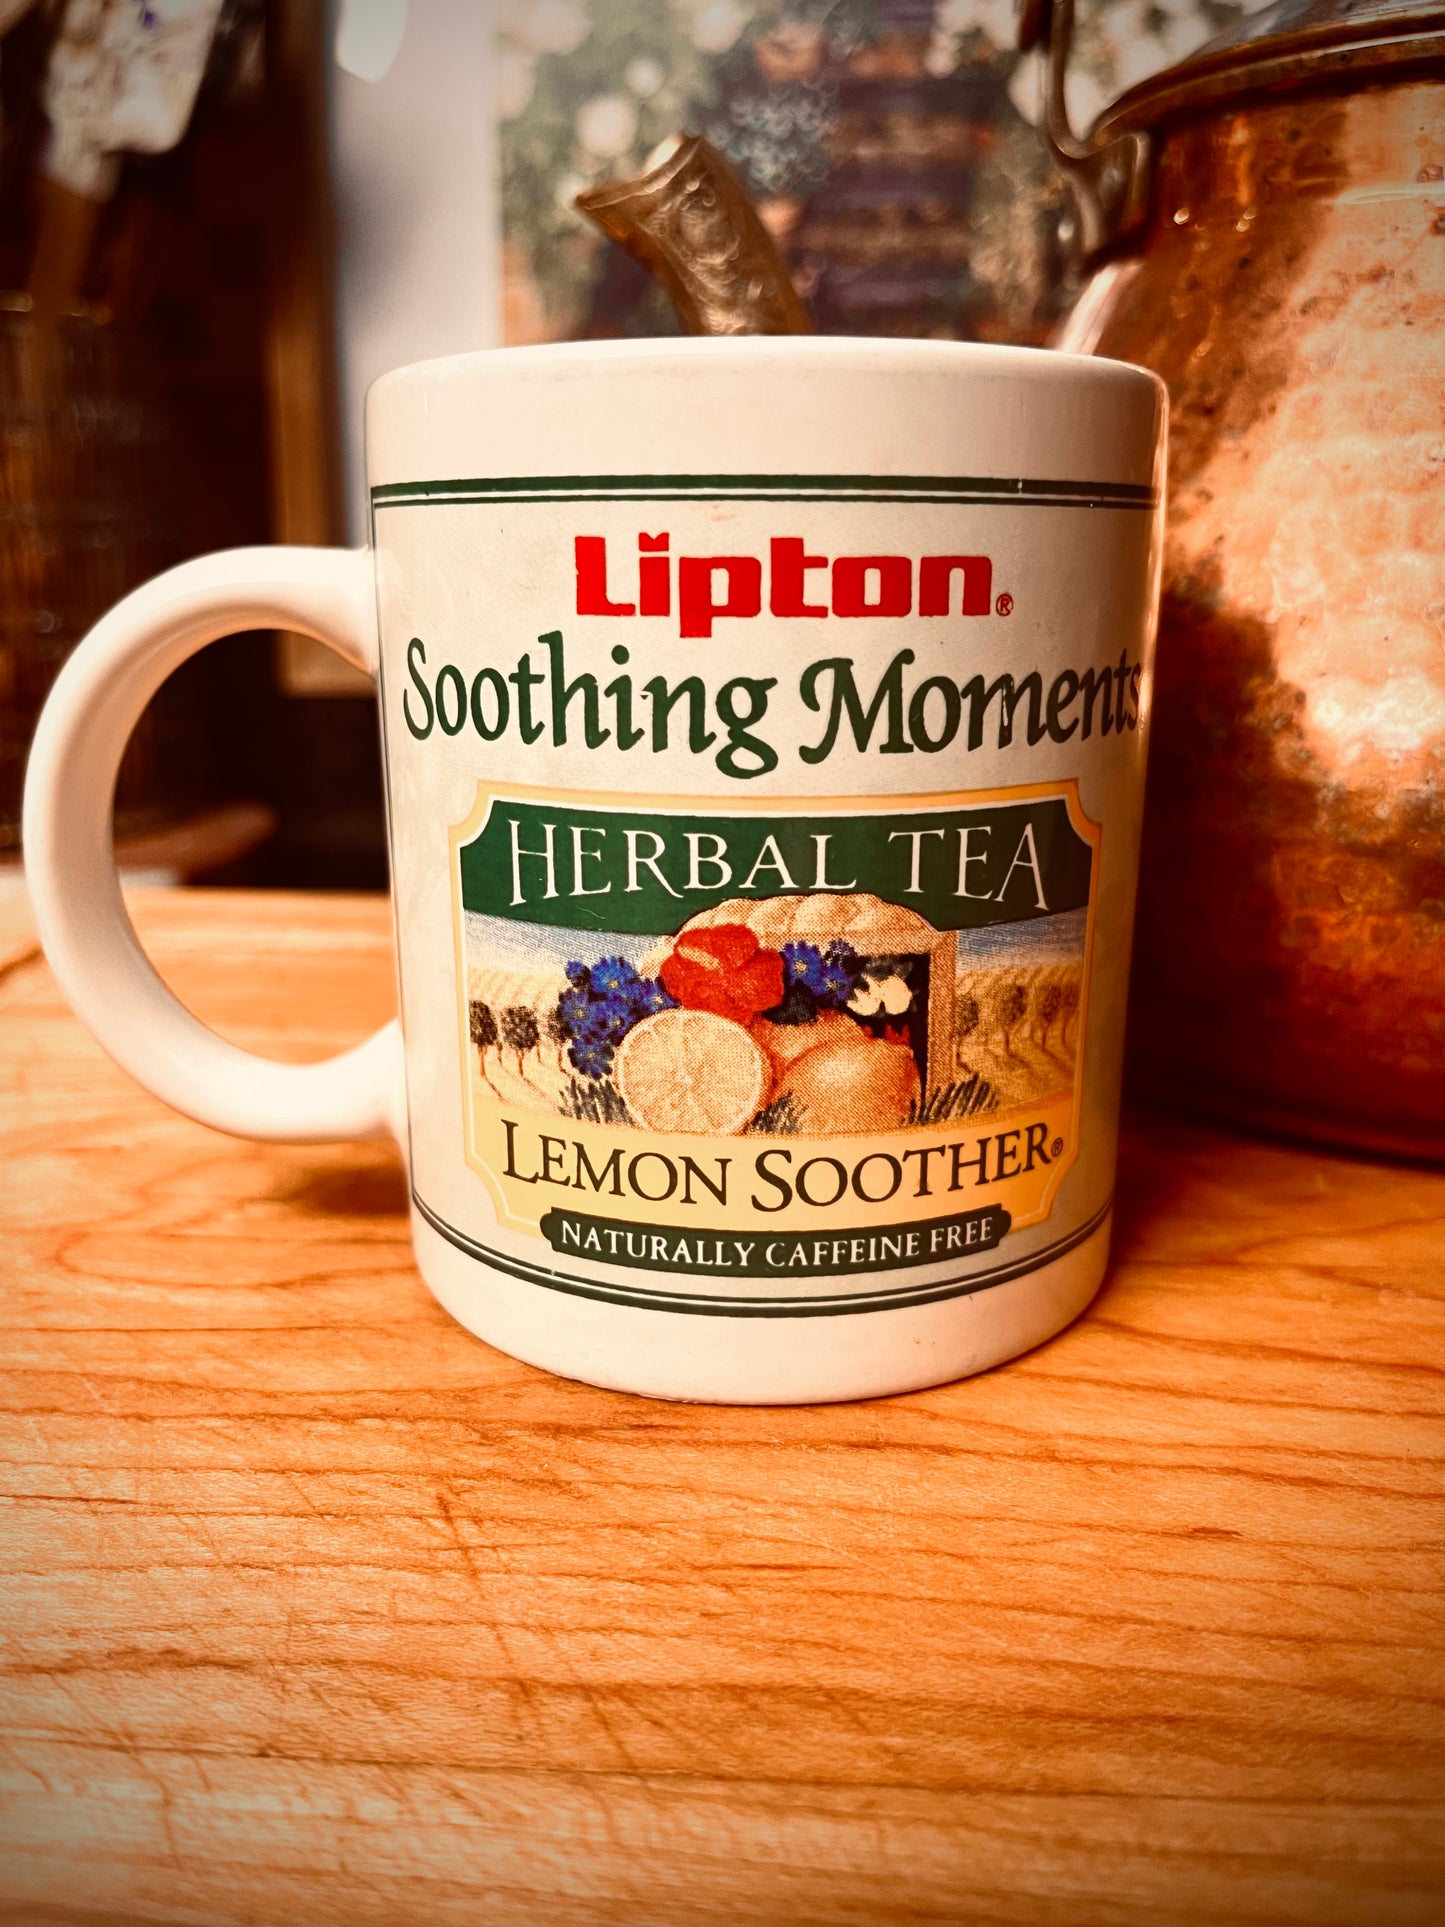 Lipton®
Soothing Moments
HERBAL TEA
LEMON SOOTHER®
NATURALLY CAFFEINE FREE